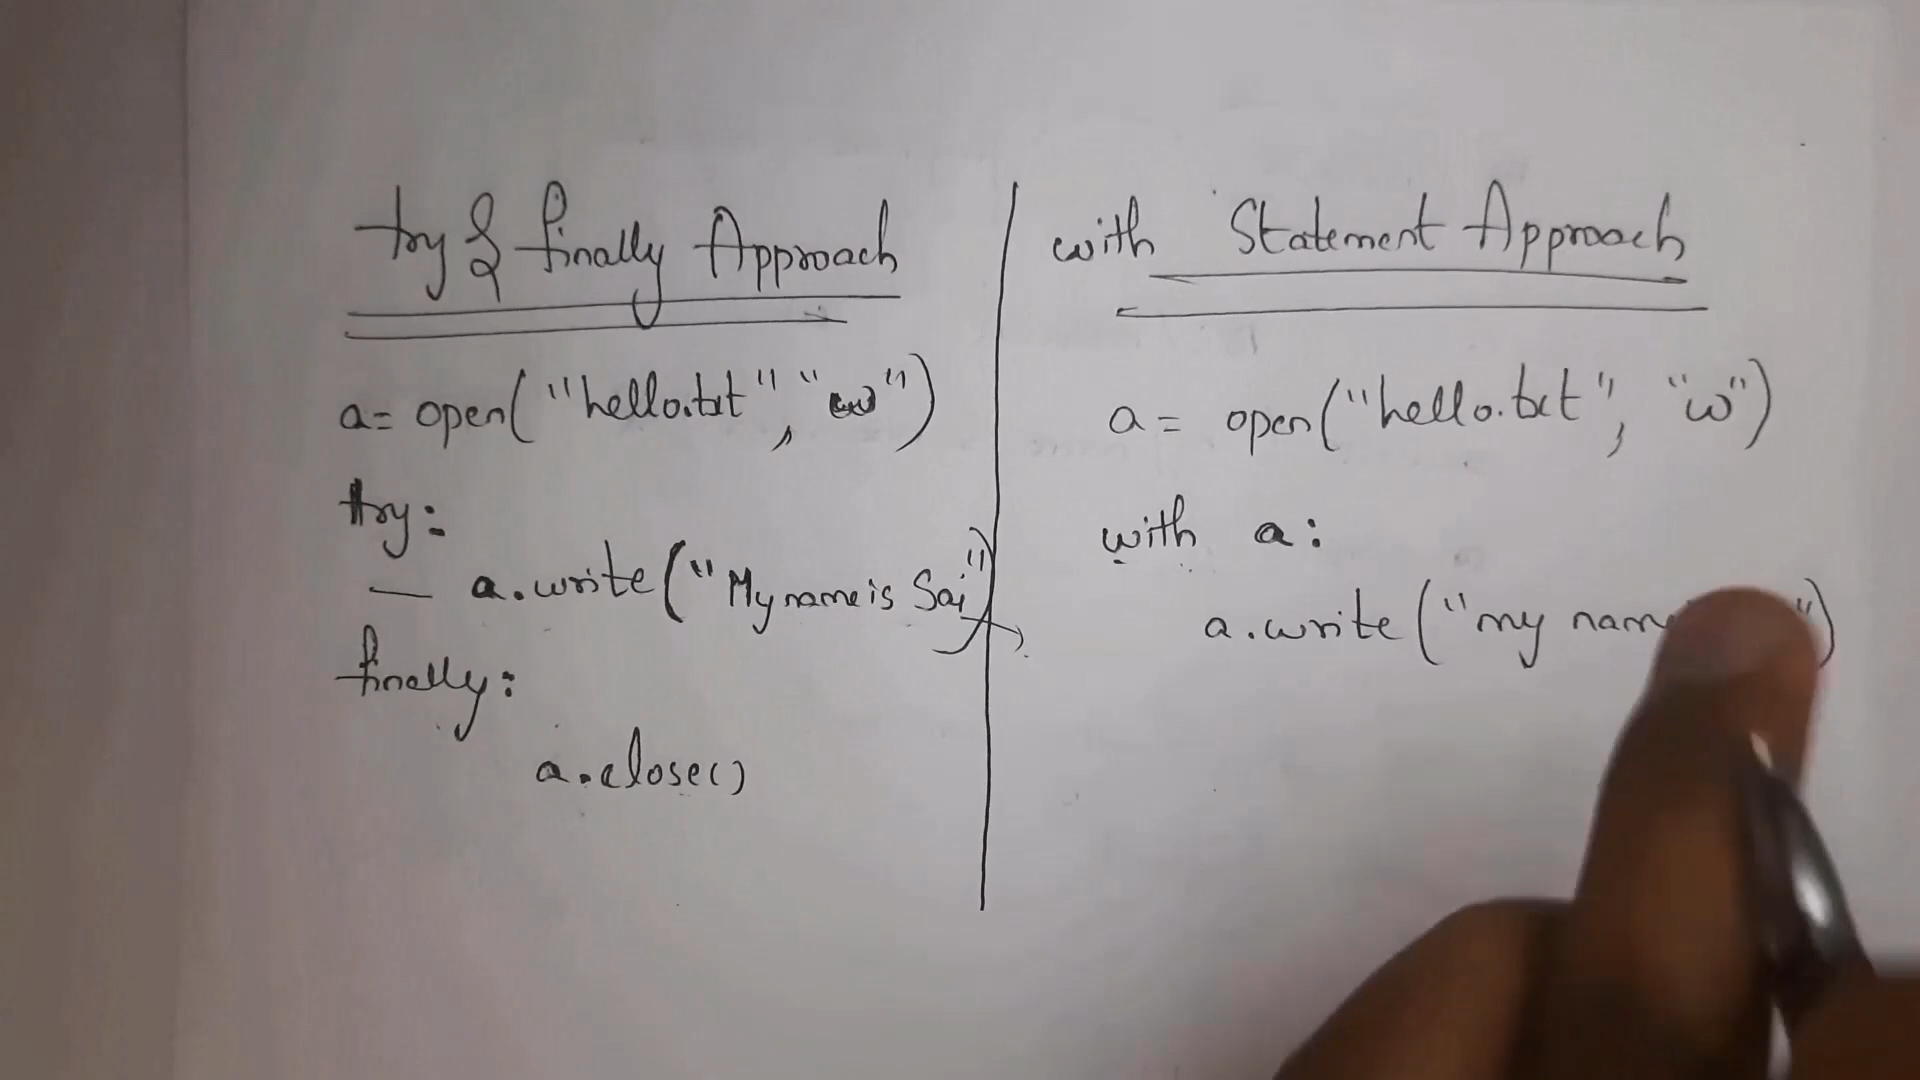 try & finally Approach
a= open("hello.txt", "w")
try:
a.write("My name is Sai")
finally:
a.close()
with Statement Approach
a = open("hello.txt", "w")
with a:
a.write("my ")